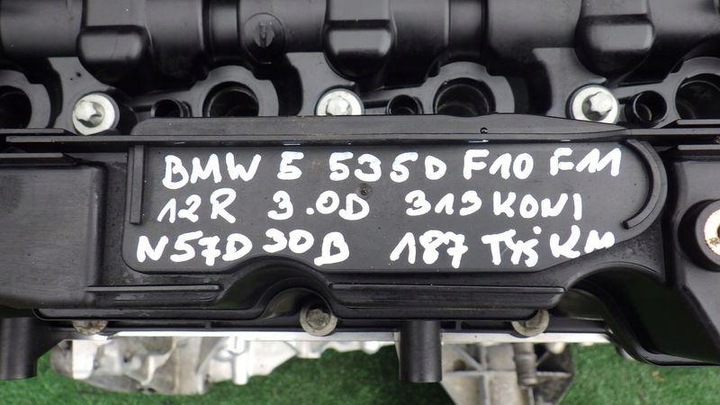 BMW 5 535D F10 F11
12R 3.0D 313 KONI
N57D30B 187 TYŚ KM